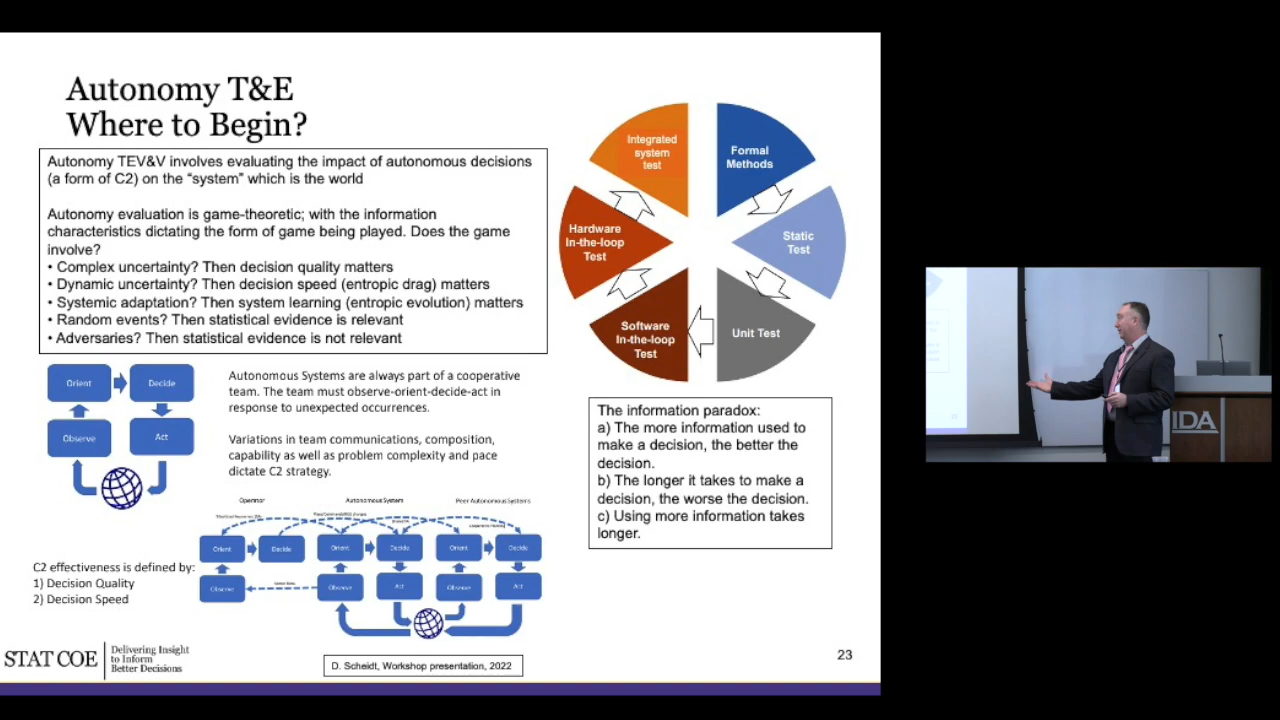 Autonomy T&E
Where to Begin?
Autonomy TEV&V involves evaluating the impact of autonomous decisions
(a form of C2) on the “system” which is the world
Autonomy evaluation is game-theoretic; with the information
characteristics dictating the form of game being played. Does the game
involve?
• Complex uncertainty? Then decision quality matters
• Dynamic uncertainty? Then decision speed (entropic drag) matters
• Systemic adaptation? Then system learning (entropic evolution) matters
• Random events? Then statistical evidence is relevant
• Adversaries? Then statistical evidence is not relevant
Integrated
system
test
Formal
Methods
Hardware
In-the-loop
Test
Static
Test
Software
In-the-loop
Test
Unit Test
Orient
Decide
Observe
Act
Autonomous Systems are always part of a cooperative
team. The team must observe-orient-decide-act in
response to unexpected occurrences.
Variations in team communications, composition,
capability as well as problem complexity and pace
dictate C2 strategy.
The information paradox:
a) The more information used to
make a decision, the better the
decision.
b) The longer it takes to make a
decision, the worse the decision.
c) Using more information takes
longer.
Operator
Autonomous System
Peer Autonomous Systems
Orient
Decide
Orient
Decide
Orient
Decide
Observe
Observe
Act
Observe
Act
C2 effectiveness is defined by:
1) Decision Quality
2) Decision Speed
STAT COE
Delivering Insight
to Inform
Better Decisions
D. Scheidt, Workshop presentation, 2022
23
IDA